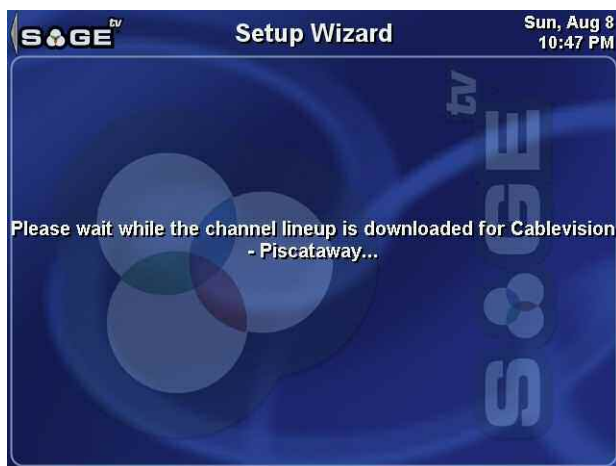 SAGE tv
Setup Wizard
Sun, Aug 8
10:47 PM
Please wait while the channel lineup is downloaded for Cablevision
- Piscataway...
SAGE tv